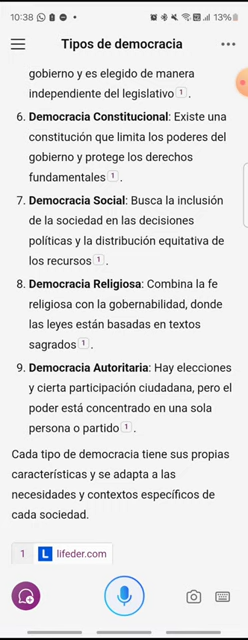 10:38
13%
Tipos de democracia
gobierno y es elegido de manera
independiente del legislativo 1 .
6. Democracia Constitucional: Existe una
constitución que limita los poderes del
gobierno y protege los derechos
fundamentales 1 .
7. Democracia Social: Busca la inclusión
de la sociedad en las decisiones
políticas y la distribución equitativa de
los recursos 1 .
8. Democracia Religiosa: Combina la fe
religiosa con la gobernabilidad, donde
las leyes están basadas en textos
sagrados 1 .
9. Democracia Autoritaria: Hay elecciones
y cierta participación ciudadana, pero el
poder está concentrado en una sola
persona o partido 1 .
Cada tipo de democracia tiene sus propias
características y se adapta a las
necesidades y contextos específicos de
cada sociedad.
1 L lifeder.com